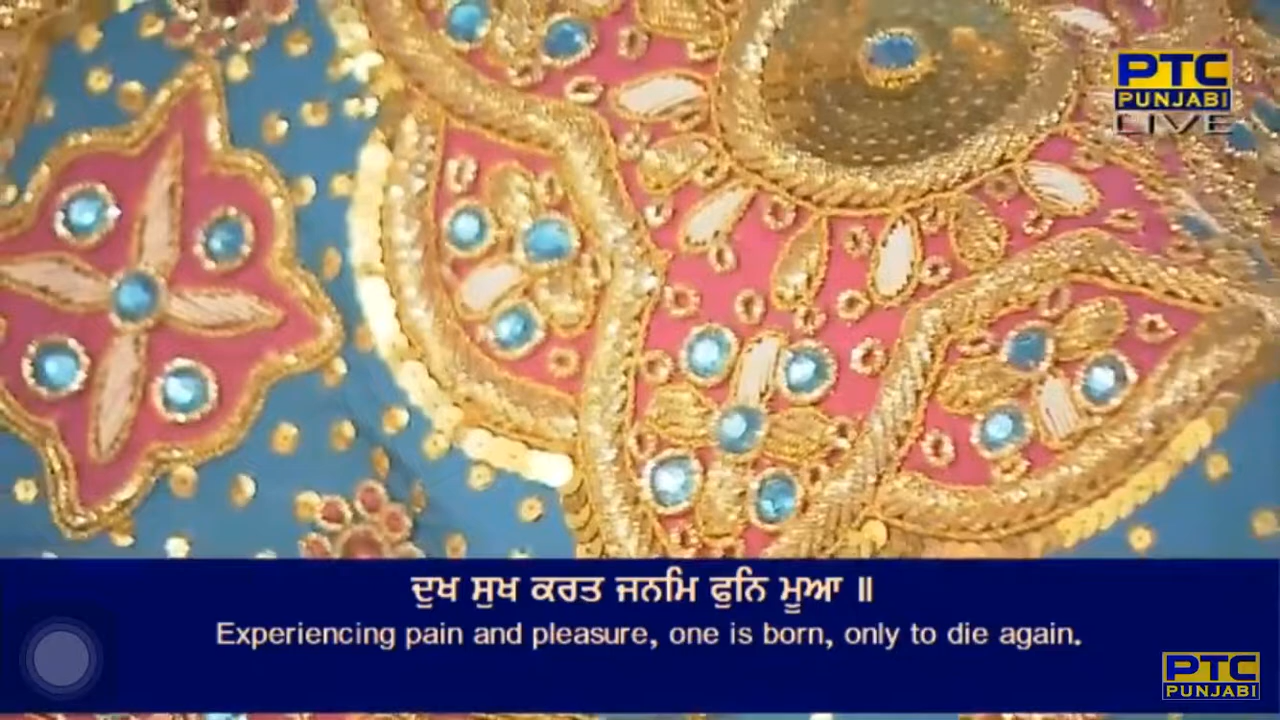 PTC
PUNJABI
LIVE
ਦੁਖ ਸੁਖ ਕਰਤ ਜਨਮਿ ਫੁਨਿ ਮੂਆ ॥
Experiencing pain and pleasure, one is born, only to die again.
PTC
PUNJABI